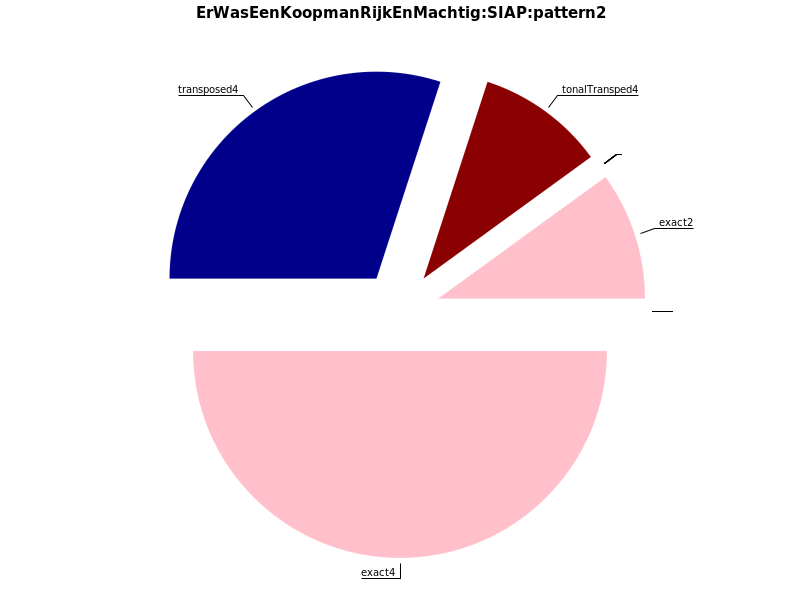 ErWasEenKoopmanRijkEnMachtig:SIAP:pattern2
transposed4
tonalTransped4
exact2
exact4